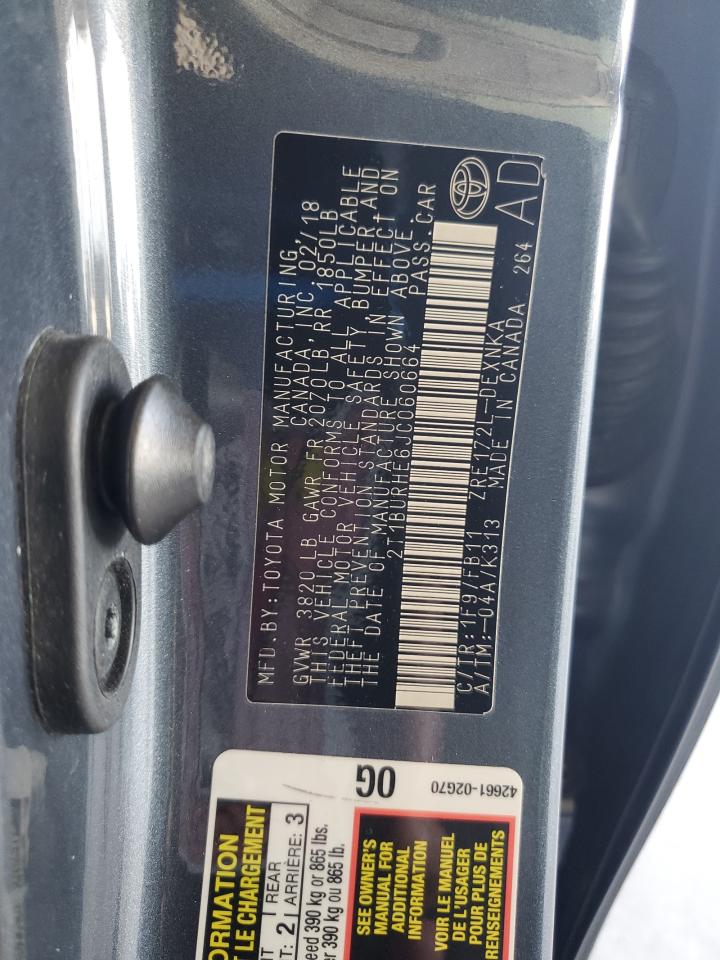 MFD.BY:TOYOTA MOTOR MANUFACTURING,
CANADA,INC. 02/18
GVWR 3820LB GAWR FR 2070LB,RR 1850LB
THIS VEHICLE CONFORMS TO ALL APPLICABLE
FEDERAL MOTOR VEHICLE SAFETY,BUMPER,AND
THEFT PREVENTION STANDARDS IN EFFECT ON
THE DATE OF MANUFACTURE SHOWN ABOVE.
2T1BURHE6JC060664 PASS.CAR
C/TR:1F9/FB11 ZRE172L-DEXNKA
A/TM:-04A/K313 MADE IN CANADA 264
AD
0G
42661-02G70
ORMATION
LE CHARGEMENT
2 REAR
ARRIÈRE: 3
eed 390 kg or 865 lbs.
er 390 kg ou 865 lb.
SEE OWNER'S
MANUAL FOR
ADDITIONAL
INFORMATION
VOIR LE MANUEL
DE L'USAGER
POUR PLUS DE
RENSEIGNEMENTS